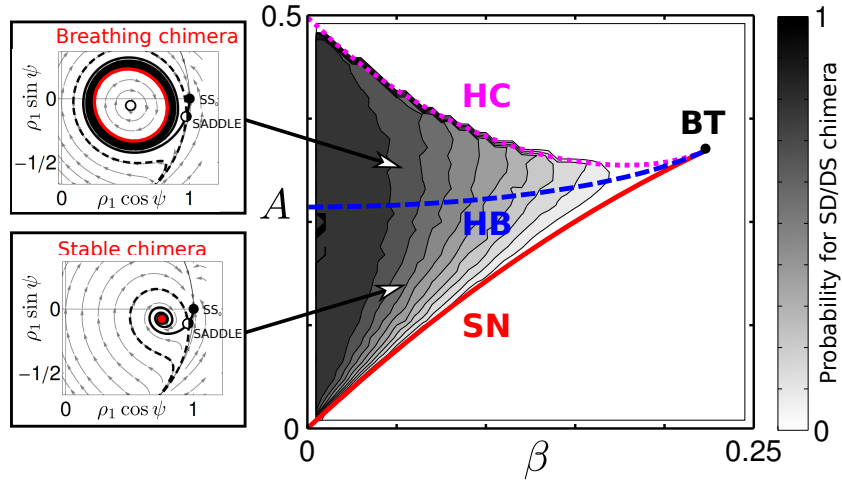 Breathing chimera
ρ₁ sin ψ
0
−1/2
SS₀
SADDLE
0
1
ρ₁ cos ψ
Stable chimera
ρ₁ sin ψ
0
−1/2
SS₀
SADDLE
0
1
ρ₁ cos ψ
0.5
A
0
HC
BT
HB
SN
0
β
0.25
1
Probability for SD/DS chimera
0